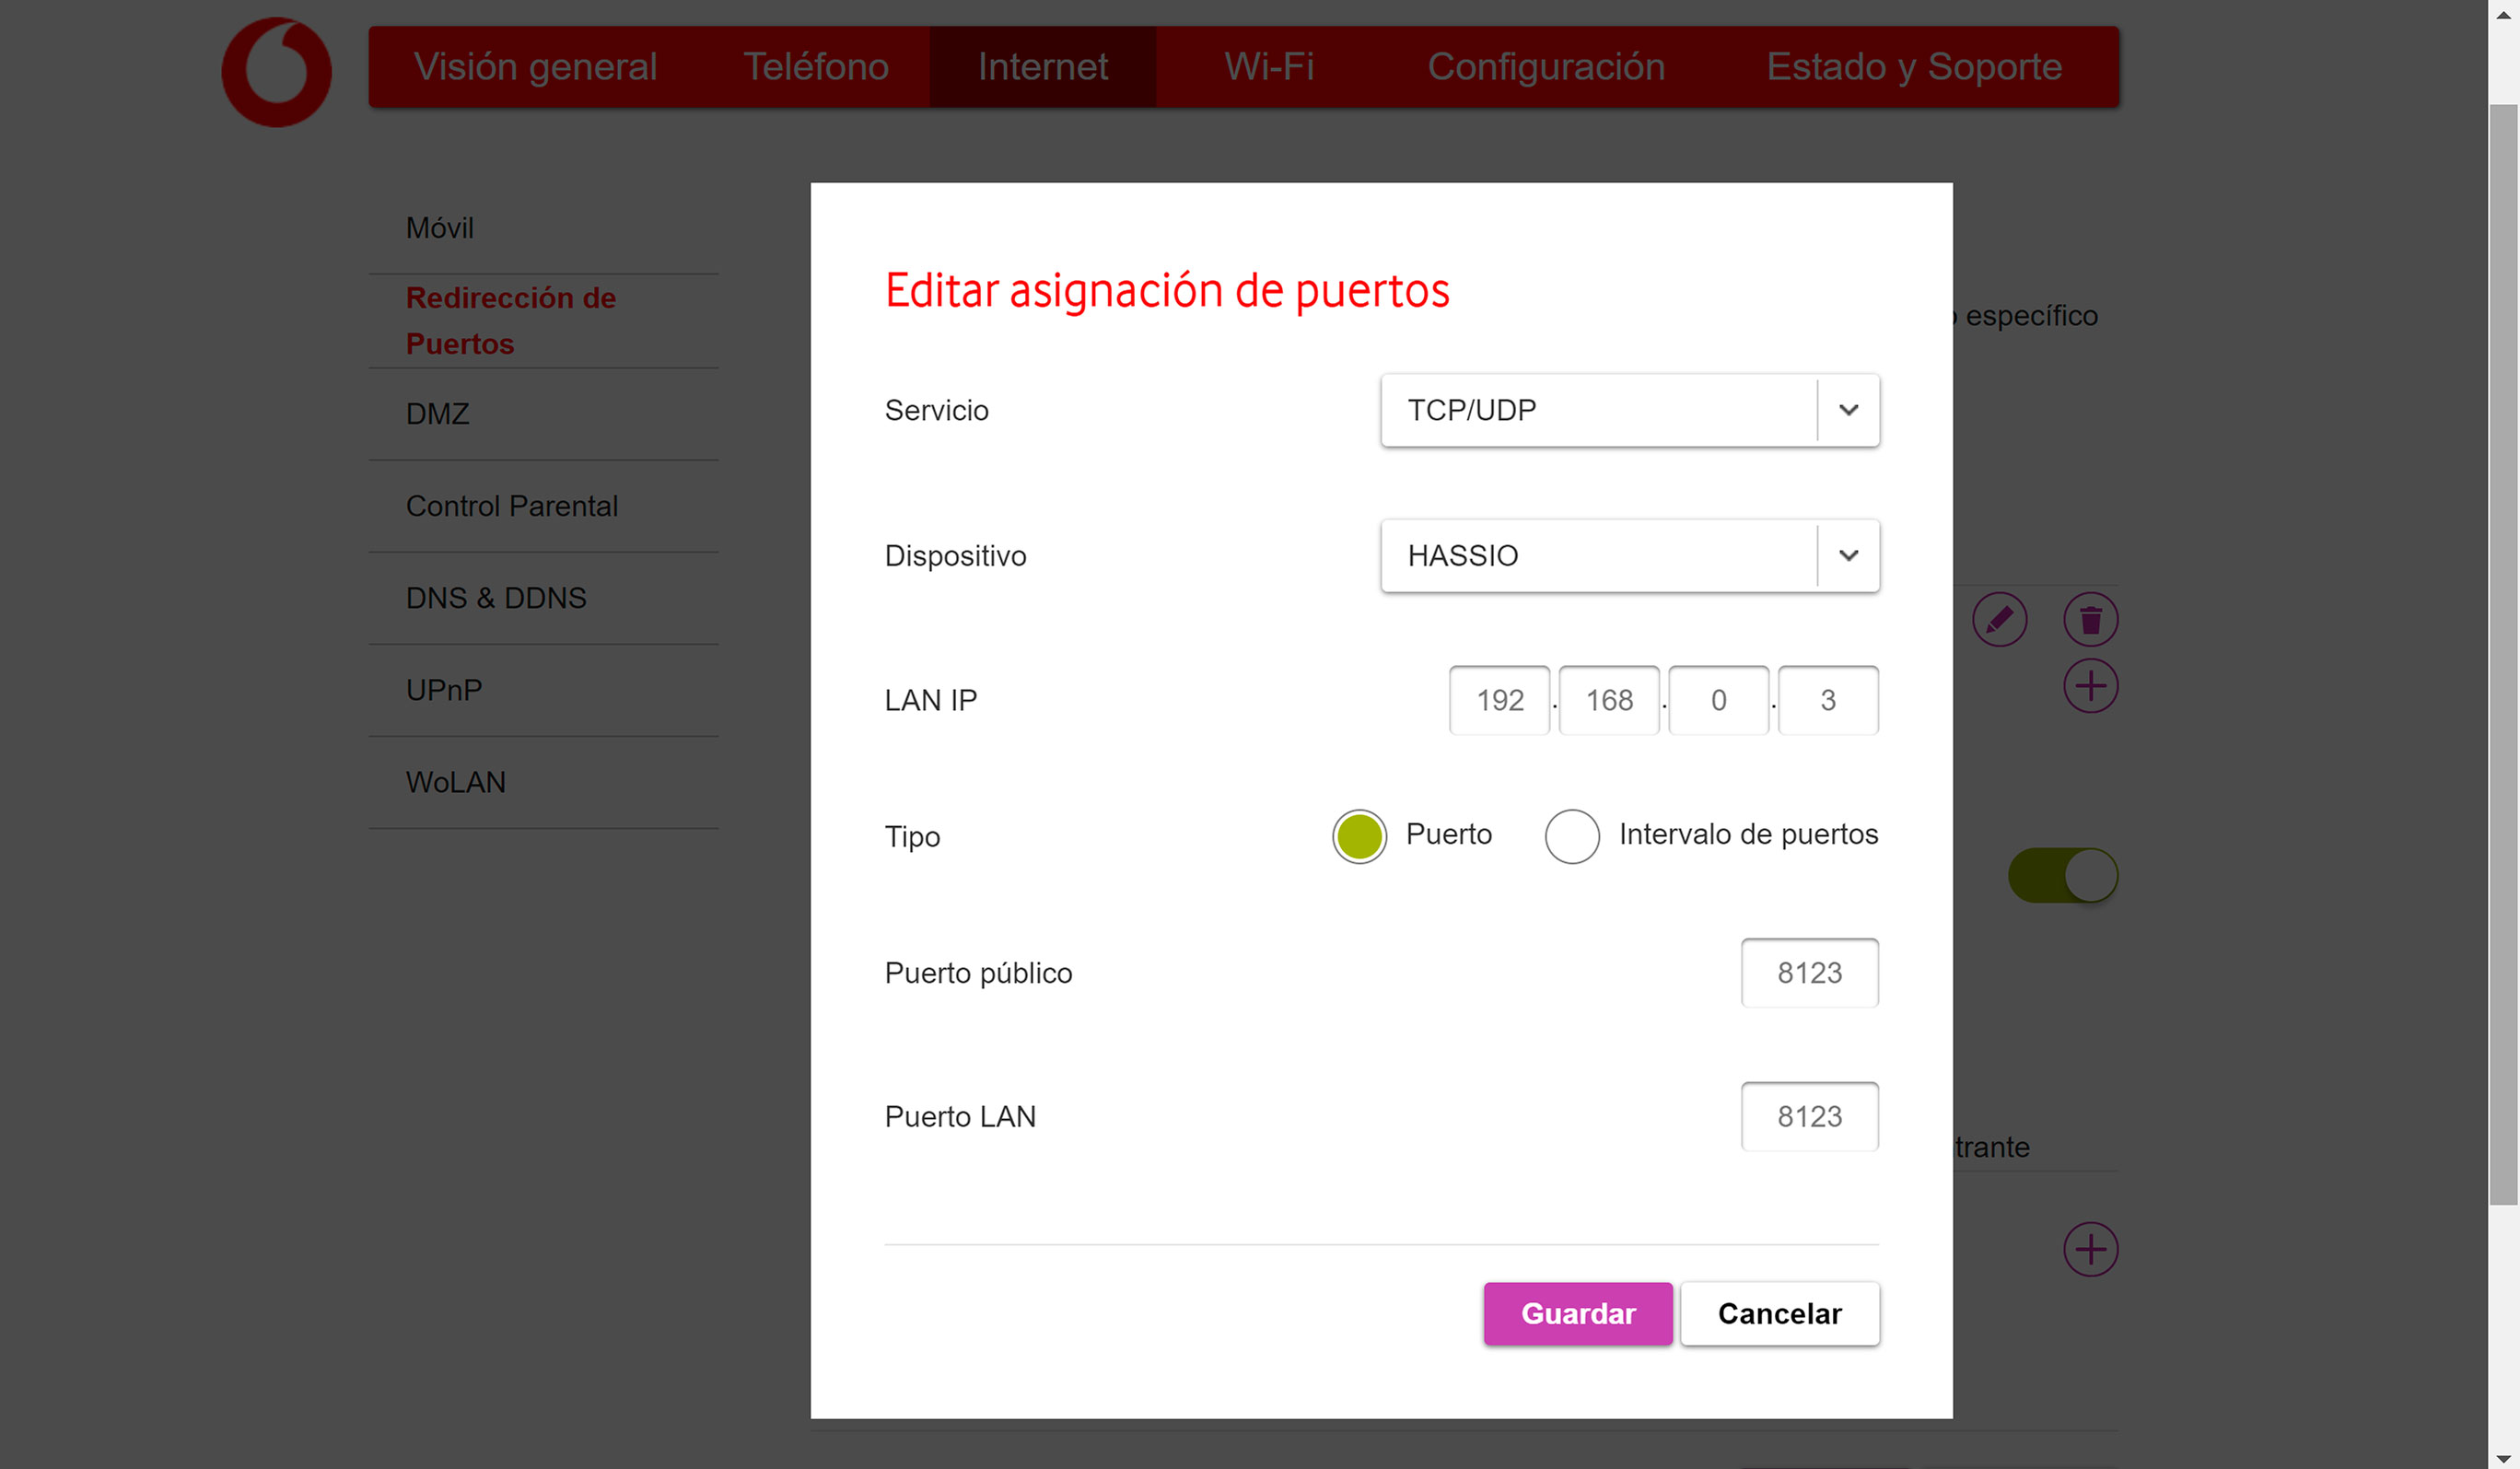 Visión general Teléfono Internet Wi-Fi Configuración Estado y Soporte
Móvil
Redirección de
Puertos
DMZ
Control Parental
DNS & DDNS
UPnP
WoLAN
específico
trante
Editar asignación de puertos
Servicio TCP/UDP
Dispositivo HASSIO
LAN IP 192 . 168 . 0 . 3
Tipo Puerto Intervalo de puertos
Puerto público 8123
Puerto LAN 8123
Guardar Cancelar